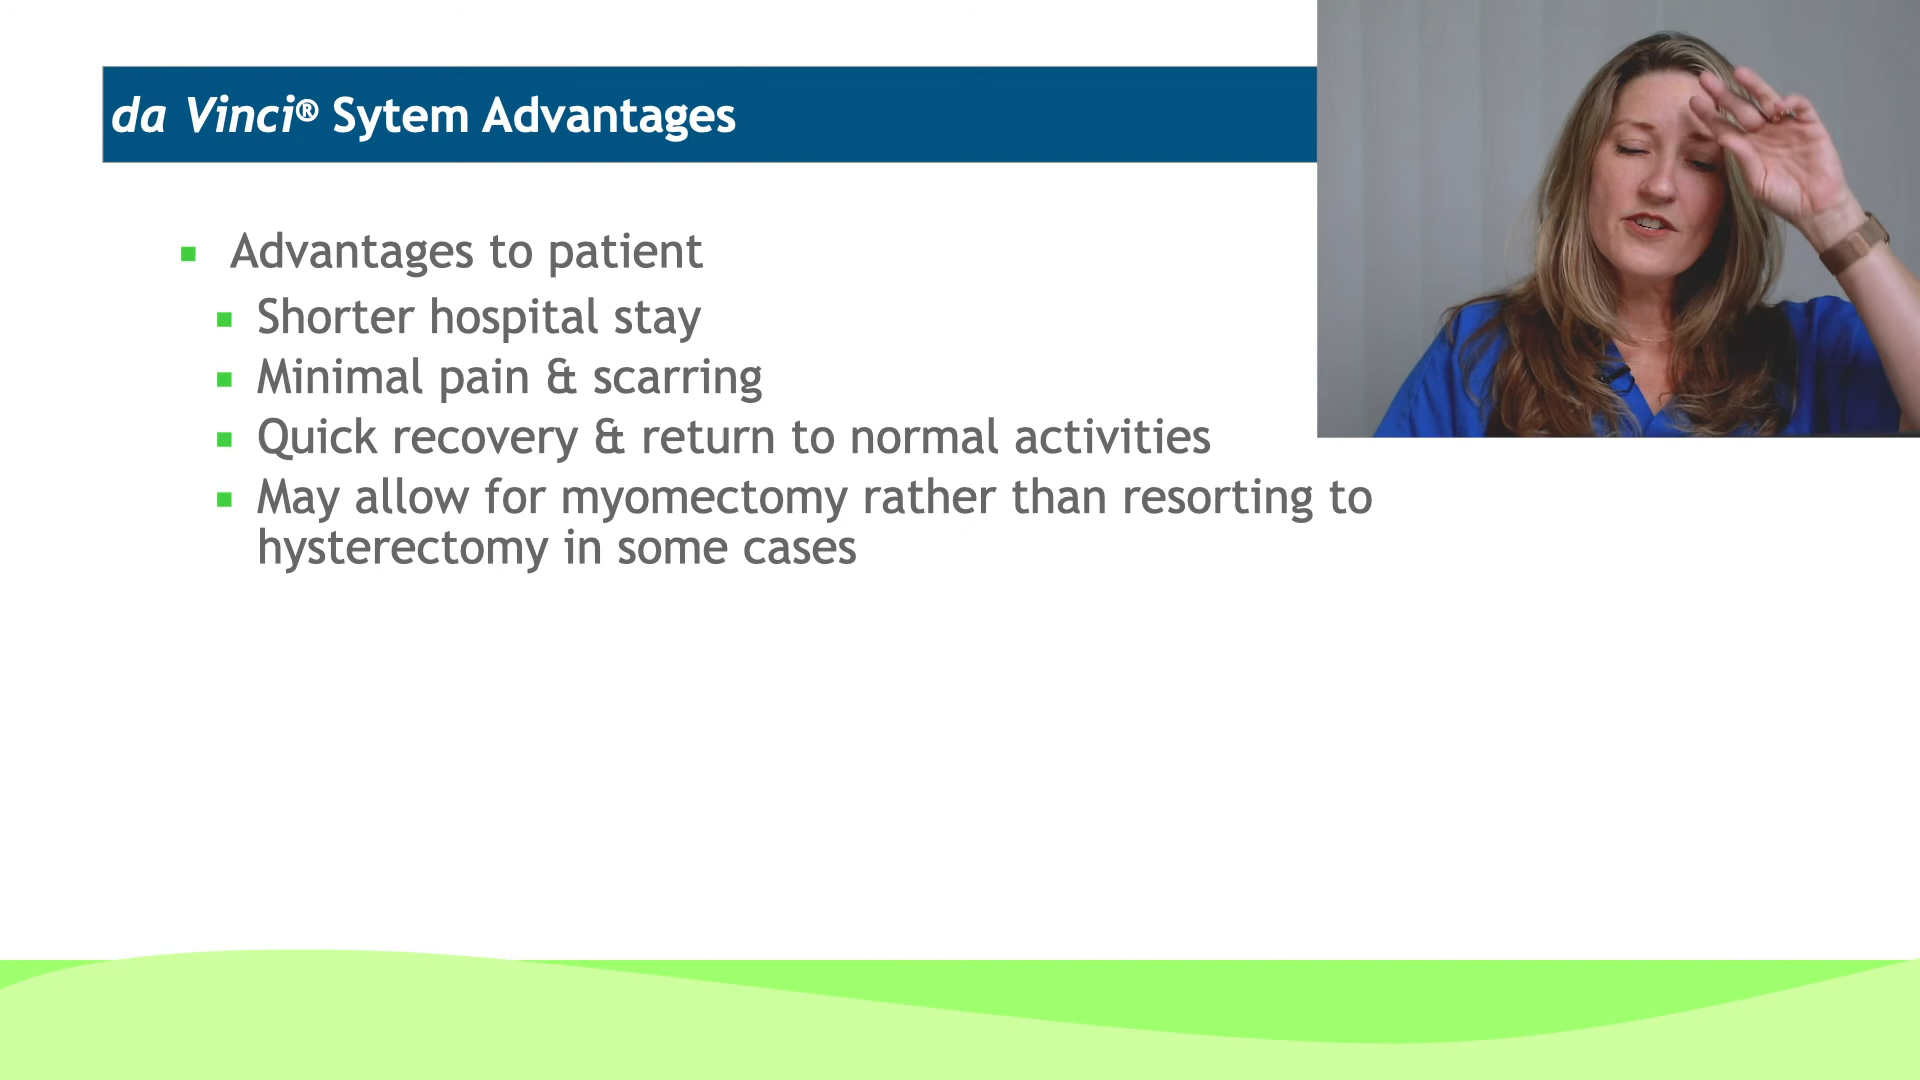 da Vinci® Sytem Advantages
Advantages to patient
Shorter hospital stay
Minimal pain & scarring
Quick recovery & return to normal activities
May allow for myomectomy rather than resorting to
hysterectomy in some cases